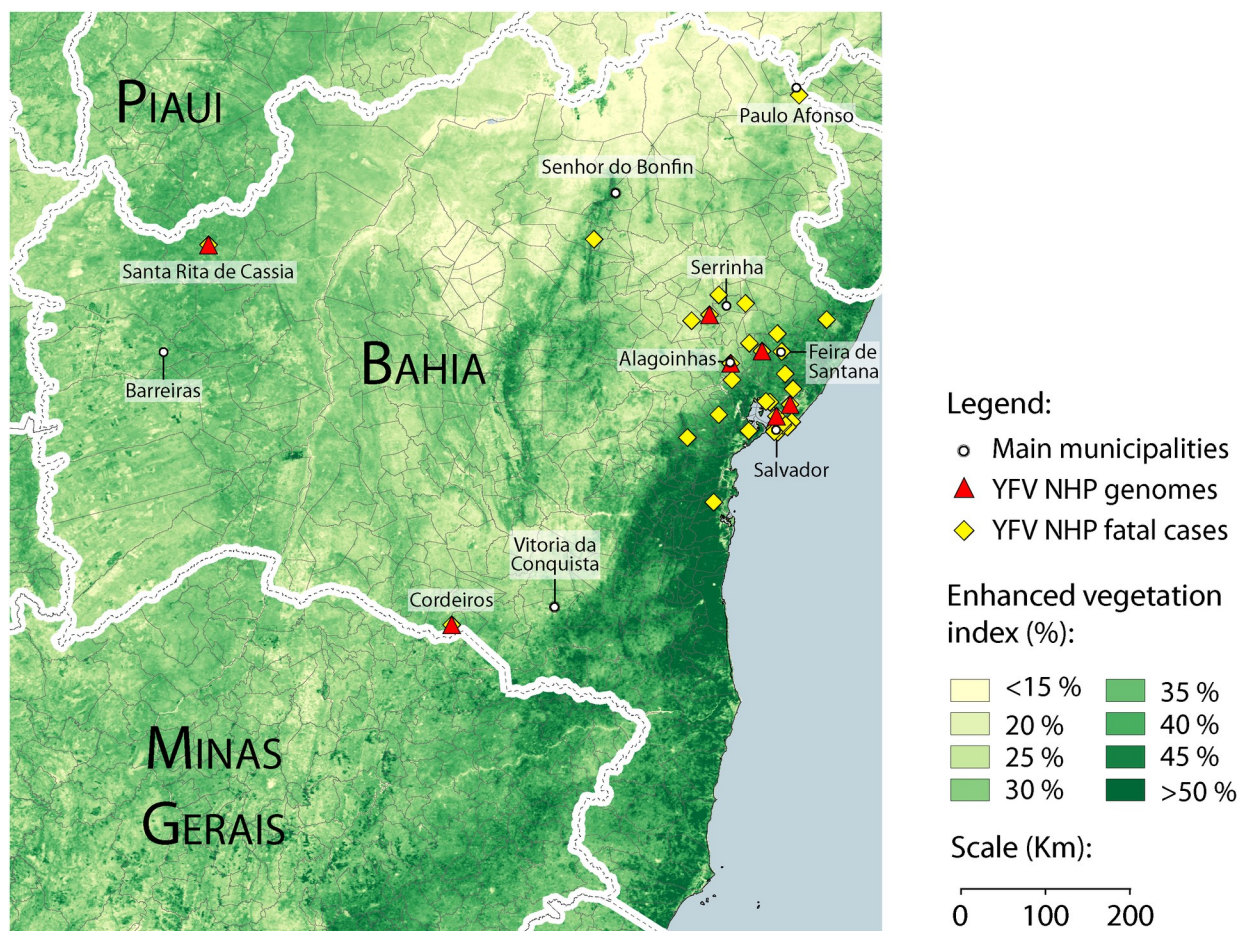 PIAUI
Paulo Afonso
Senhor do Bonfin
Santa Rita de Cassia
Serrinha
BAHIA
Alagoinhas
Feira de
Santana
Barreiras
Salvador
Vitoria da
Conquista
Cordeiros
MINAS
GERAIS
Legend:
Main municipalities
YFV NHP genomes
YFV NHP fatal cases
Enhanced vegetation
index (%):
<15 %
35 %
20 %
40 %
25 %
45 %
30 %
>50 %
Scale (Km):
0 100 200